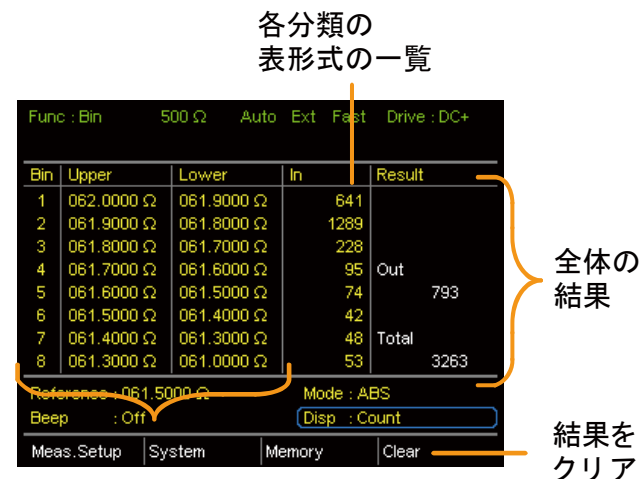 各分類の
表形式の一覧
Func : Bin 500 Ω Auto Ext Fast Drive : DC+
Bin Upper Lower In Result
1 062.0000 Ω 061.9000 Ω 641
2 061.9000 Ω 061.8000 Ω 1289
3 061.8000 Ω 061.7000 Ω 228
4 061.7000 Ω 061.6000 Ω 95 Out
5 061.6000 Ω 061.5000 Ω 74 793
6 061.5000 Ω 061.4000 Ω 42
7 061.4000 Ω 061.3000 Ω 48 Total
8 061.3000 Ω 061.0000 Ω 53 3263
全体の
結果
Reference : 061.5000 Ω Mode : ABS
Beep : Off Disp : Count
Meas.Setup System Memory Clear
結果を
クリア